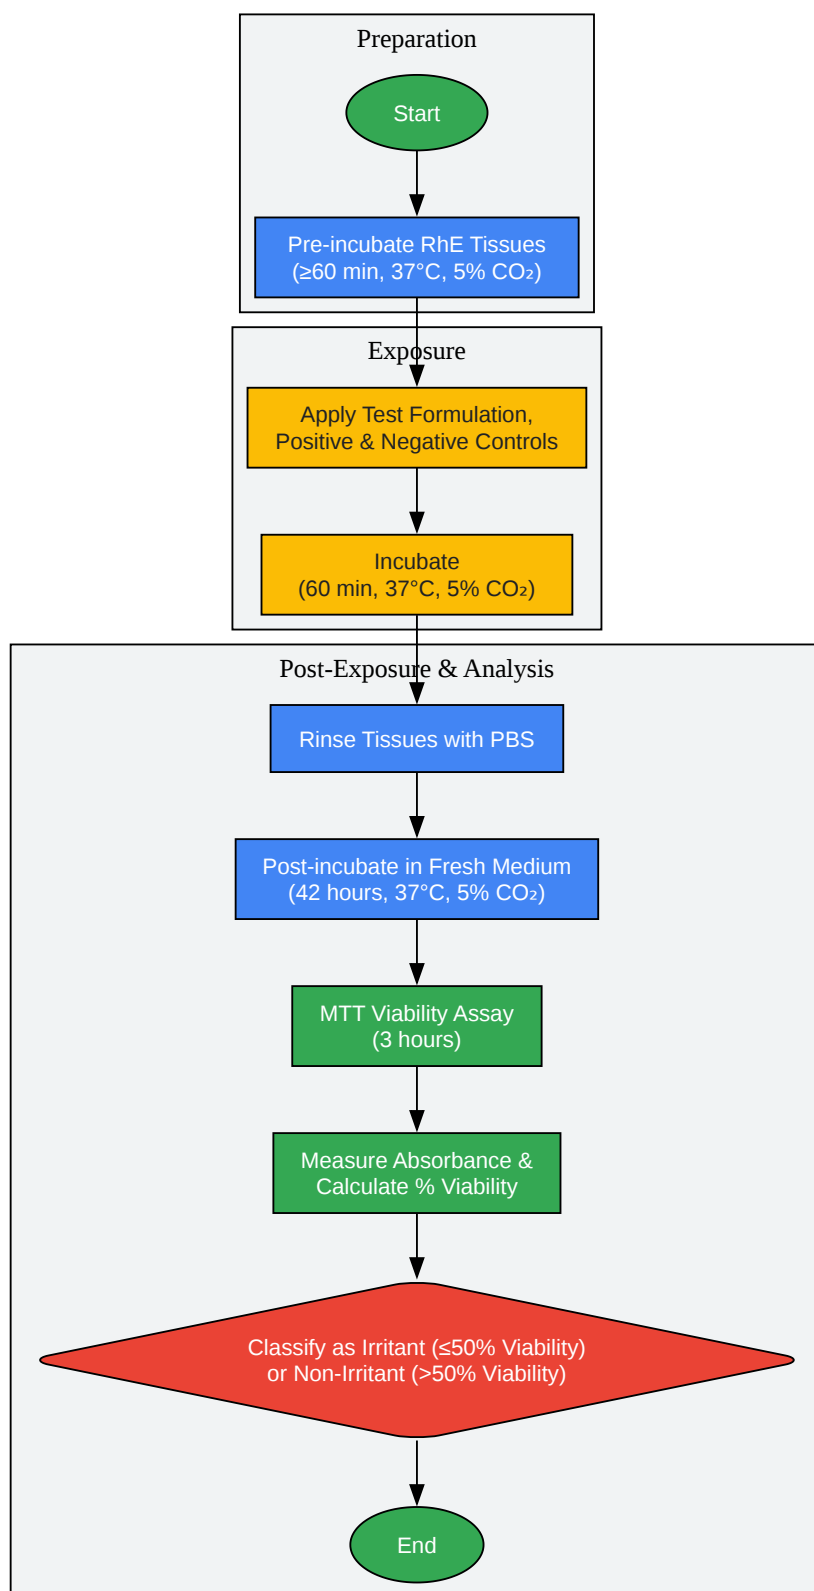 Preparation
Start
Pre-incubate RhE Tissues
(≥60 min, 37°C, 5% CO₂)
Exposure
Apply Test Formulation,
Positive & Negative Controls
Incubate
(60 min, 37°C, 5% CO₂)
Post-Exposure & Analysis
Rinse Tissues with PBS
Post-incubate in Fresh Medium
(42 hours, 37°C, 5% CO₂)
MTT Viability Assay
(3 hours)
Measure Absorbance &
Calculate % Viability
Classify as Irritant (≤50% Viability)
or Non-Irritant (>50% Viability)
End